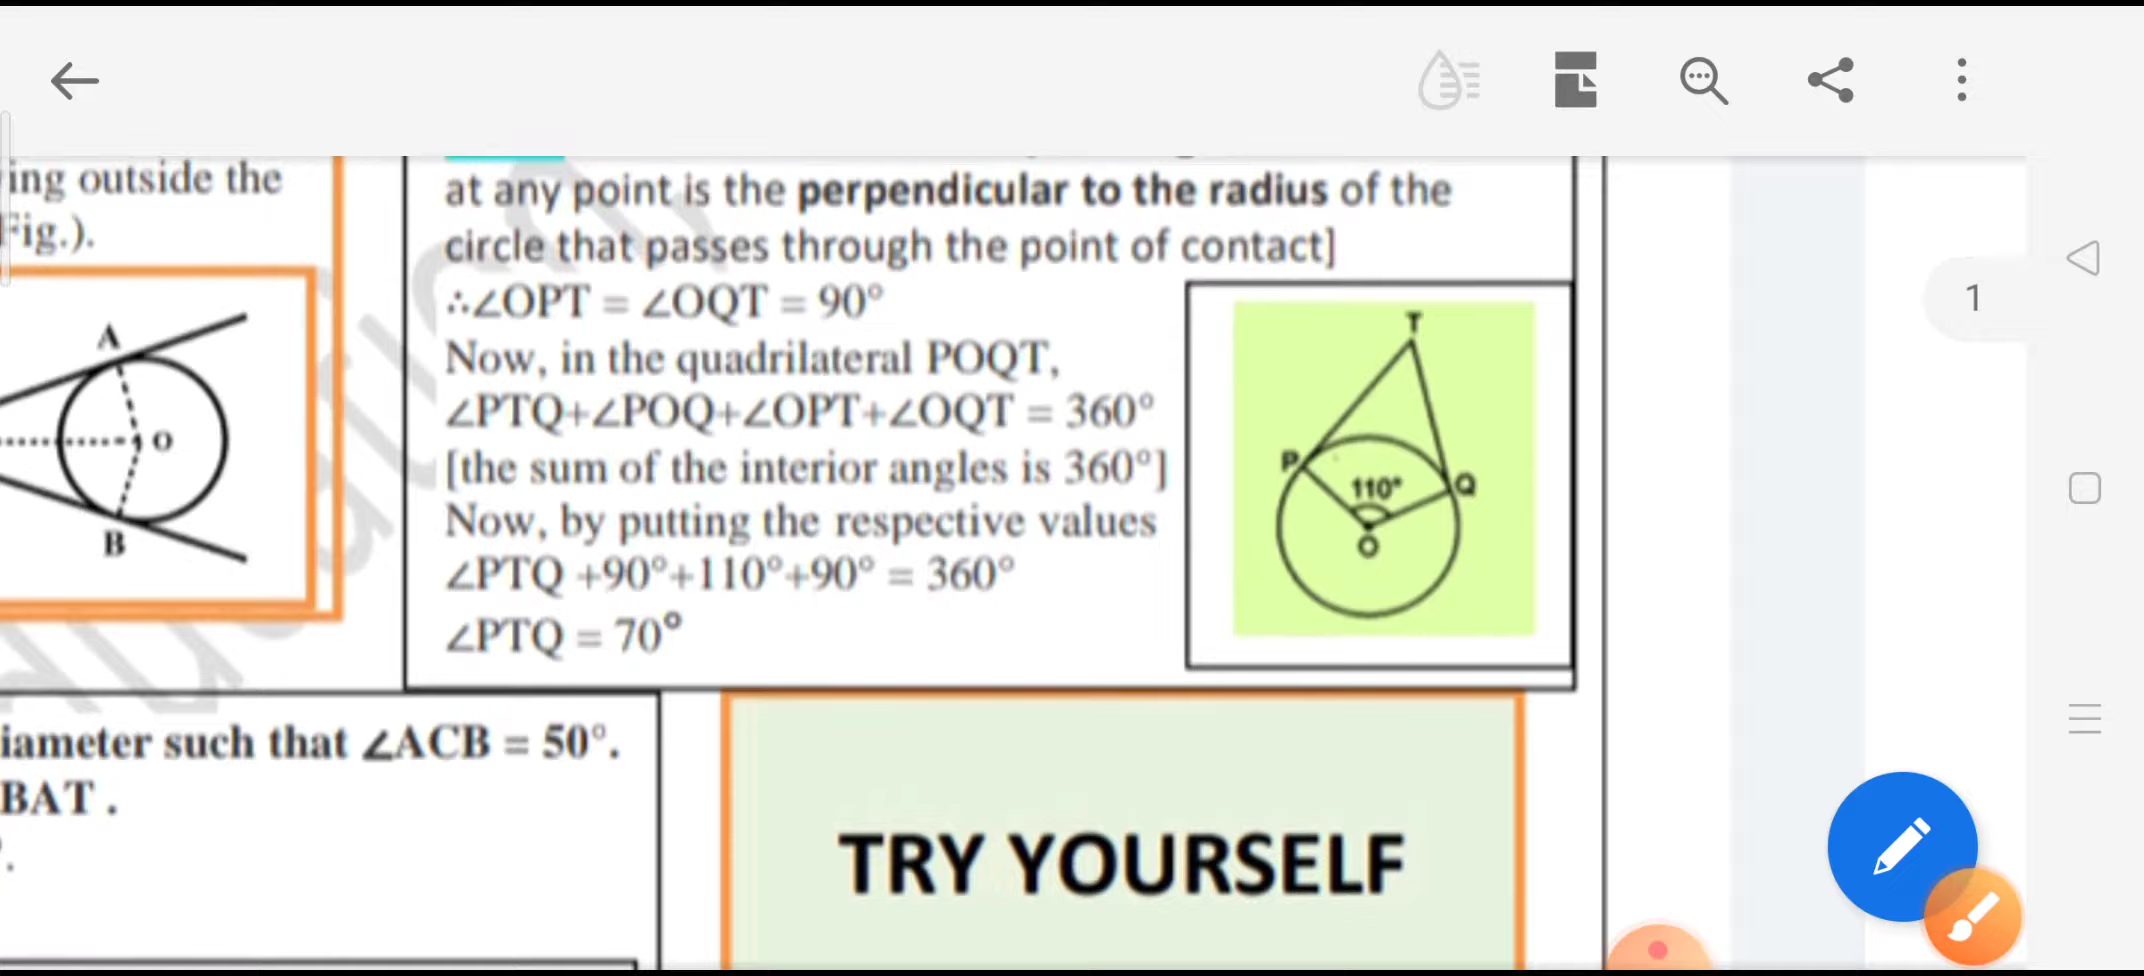 ing outside the
Fig.).
A
O
B
at any point is the perpendicular to the radius of the
circle that passes through the point of contact]
∴∠OPT = ∠OQT = 90°
Now, in the quadrilateral POQT,
∠PTQ+∠POQ+∠OPT+∠OQT = 360°
[the sum of the interior angles is 360°]
Now, by putting the respective values
∠PTQ +90°+110°+90° = 360°
∠PTQ = 70°
T
P
110°
Q
O
1
iameter such that ∠ACB = 50°.
BAT .
TRY YOURSELF